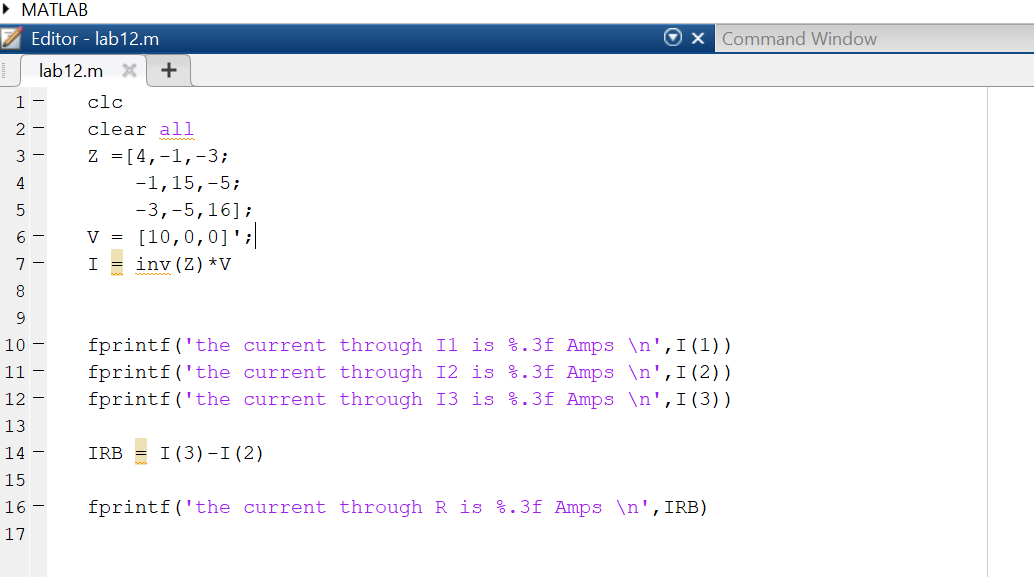 MATLAB
Editor - lab12.m
Command Window
lab12.m
1 clc
2 clear all
3 Z =[4,-1,-3;
4 -1,15,-5;
5 -3,-5,16];
6 V = [10,0,0]';
7 I = inv(Z)*V
8
9
10 fprintf('the current through I1 is %.3f Amps \n',I(1))
11 fprintf('the current through I2 is %.3f Amps \n',I(2))
12 fprintf('the current through I3 is %.3f Amps \n',I(3))
13
14 IRB = I(3)-I(2)
15
16 fprintf('the current through R is %.3f Amps \n',IRB)
17